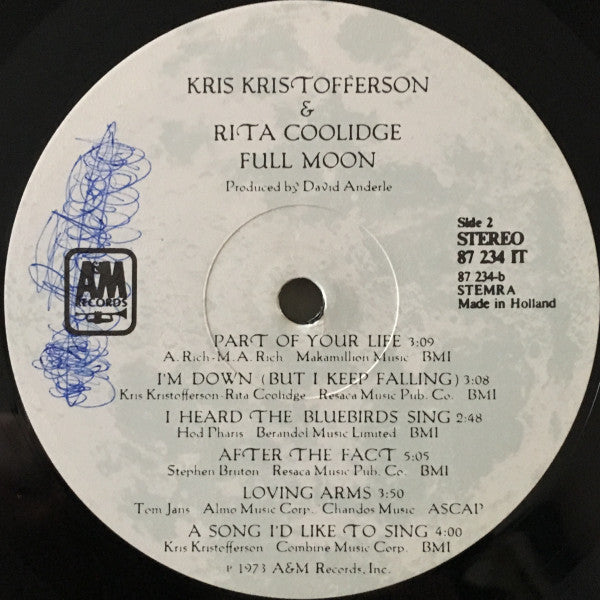 KRIS KRISTOFFERSON
&
RITA COOLIDGE
FULL MOON
Produced by David Anderle
Side 2
STEREO
87 234 IT
87 234-b
STEMRA
Made in Holland
A&M
RECORDS
PART OF YOUR LIFE 3:09
A. Rich-M.A. Rich Makamillion Music BMI
I'M DOWN (BUT I KEEP FALLING) 3:08
Kris Kristofferson-Rita Coolidge Resaca Music Pub. Co. BMI
I HEARD THE BLUEBIRDS SING 2:48
Hod Pharis Berandol Music Limited BMI
AFTER THE FACT 5:05
Stephen Bruton Resaca Music Pub. Co. BMI
LOVING ARMS 3:50
Tom Jans Almo Music Corp. Chandos Music ASCAP
A SONG I'D LIKE TO SING 4:00
Kris Kristofferson Combine Music Corp. BMI
℗ 1973 A&M Records, Inc.